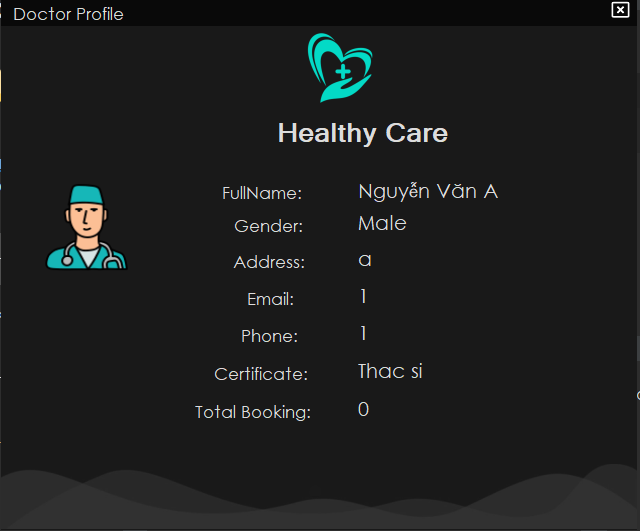 Doctor Profile
Healthy Care
FullName: Nguyễn Văn A
Gender: Male
Address: a
Email: 1
Phone: 1
Certificate: Thac si
Total Booking: 0